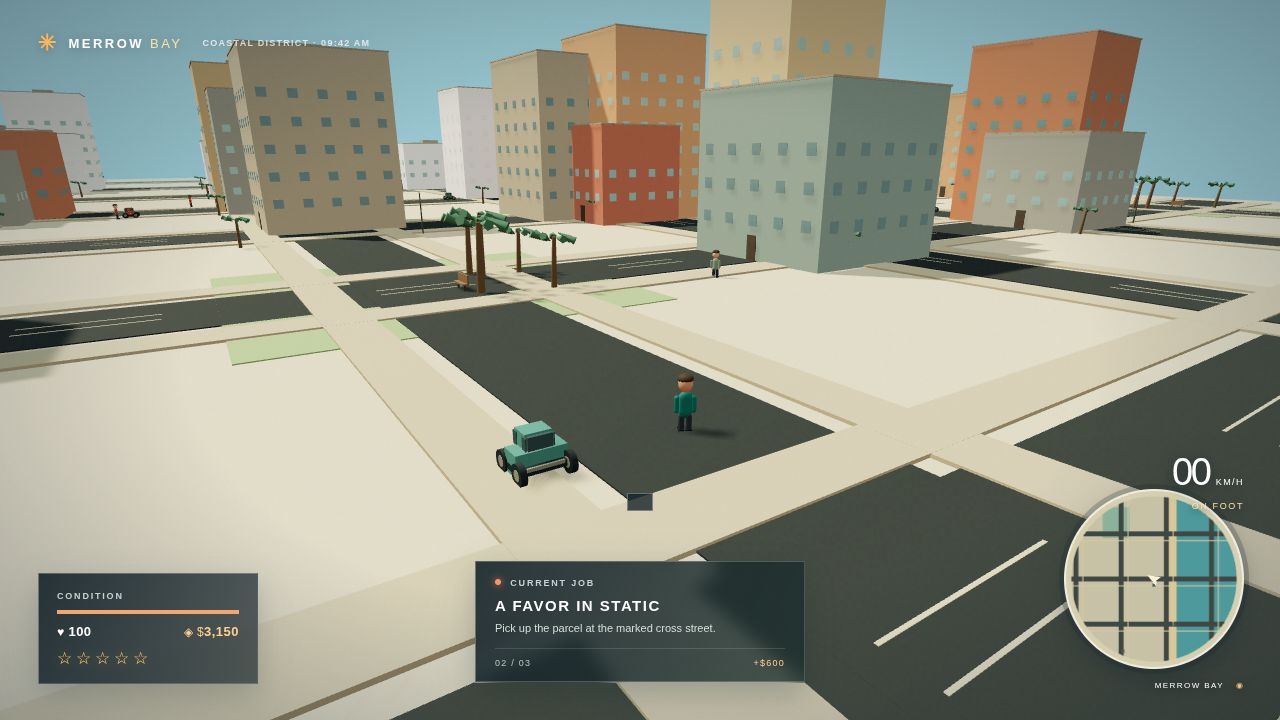 MERROW BAY COASTAL DISTRICT · 09:42 AM
00 KM/H
ON FOOT
CONDITION
♥ 100 ◈ $3,150
☆ ☆ ☆ ☆ ☆
CURRENT JOB
A FAVOR IN STATIC
Pick up the parcel at the marked cross street.
02 / 03 +$600
MERROW BAY